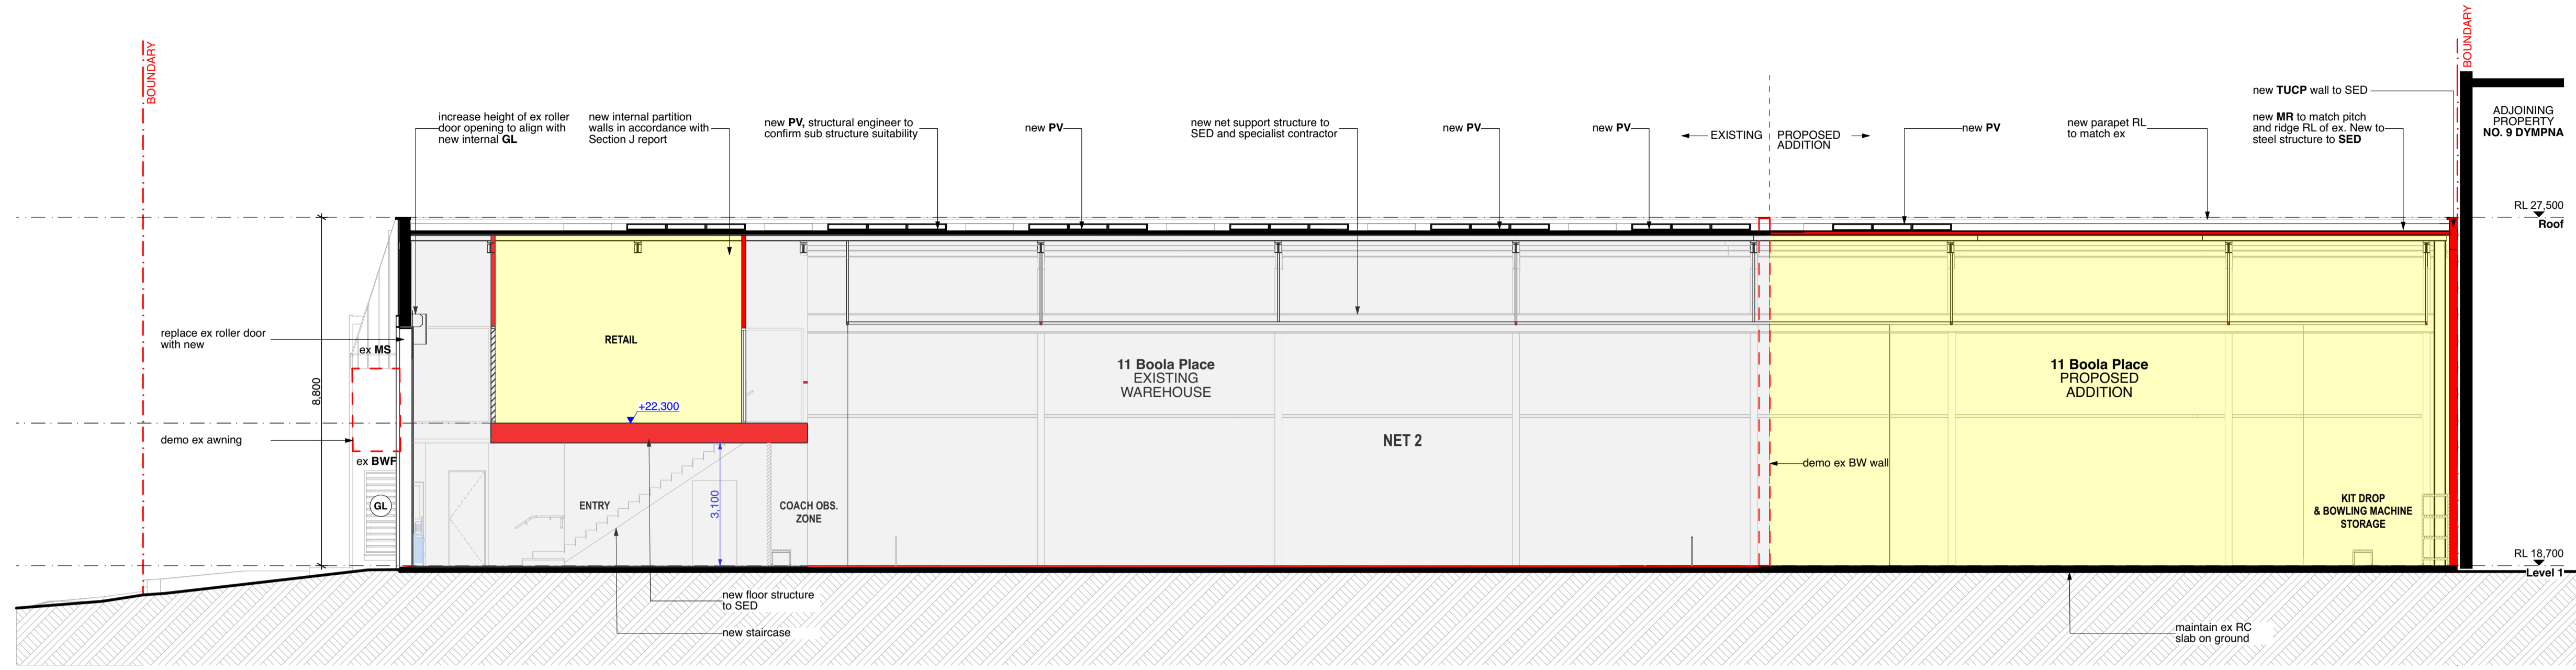 BOUNDARY
BOUNDARY
increase height of ex roller
door opening to align with
new internal GL
new internal partition
walls in accordance with
Section J report
new PV, structural engineer to
confirm sub structure suitability
new PV
new net support structure to
SED and specialist contractor
new PV
new PV
EXISTING
PROPOSED
ADDITION
new PV
new parapet RL
to match ex
new TUCP wall to SED
new MR to match pitch
and ridge RL of ex. New to
steel structure to SED
ADJOINING
PROPERTY
NO. 9 DYMPNA
RL 27,500
Roof
8,800
replace ex roller door
with new
ex MS
demo ex awning
ex BWF
GL
RETAIL
+22,300
ENTRY
3,100
COACH OBS.
ZONE
11 Boola Place
EXISTING
WAREHOUSE
NET 2
demo ex BW wall
11 Boola Place
PROPOSED
ADDITION
KIT DROP
& BOWLING MACHINE
STORAGE
RL 18,700
Level 1
new floor structure
to SED
new staircase
maintain ex RC
slab on ground